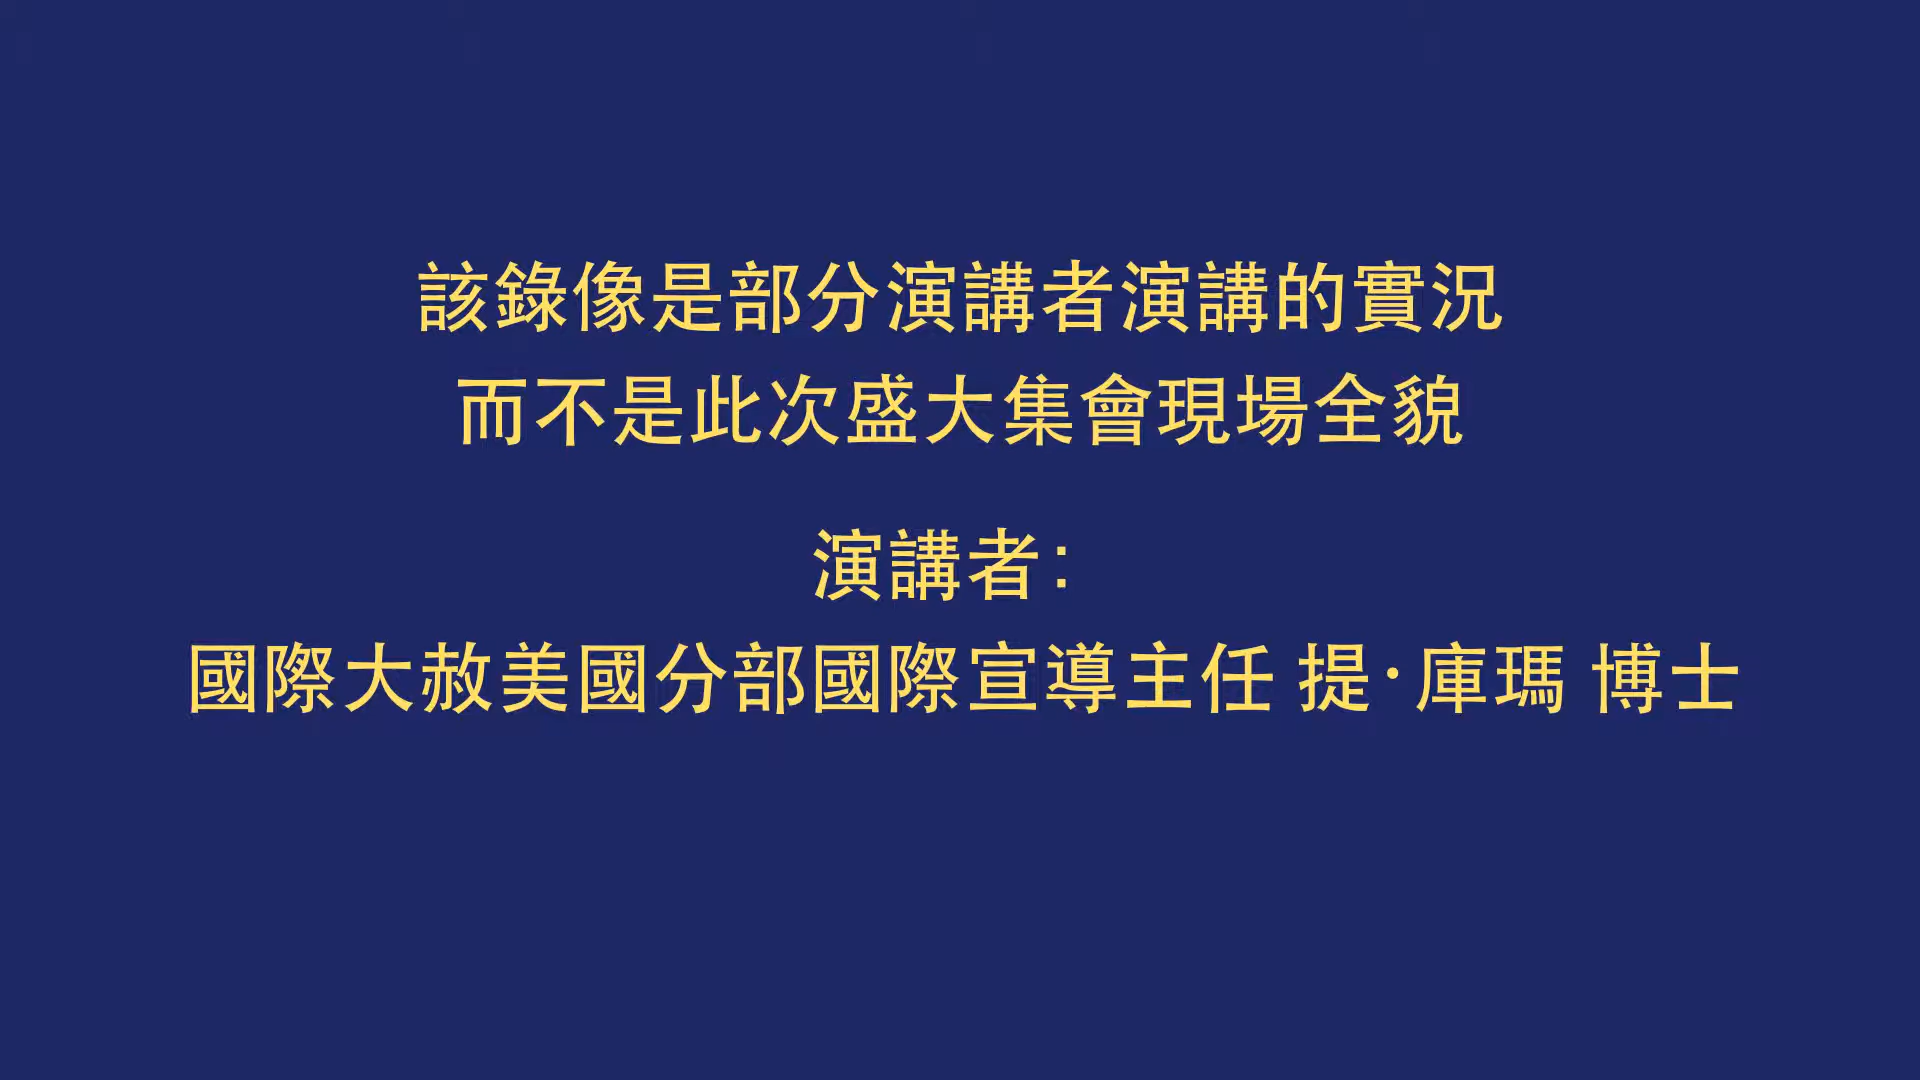 該錄像是部分演講者演講的實況
而不是此次盛大集會現場全貌
演講者：
國際大赦美國分部國際宣導主任 提·庫瑪 博士